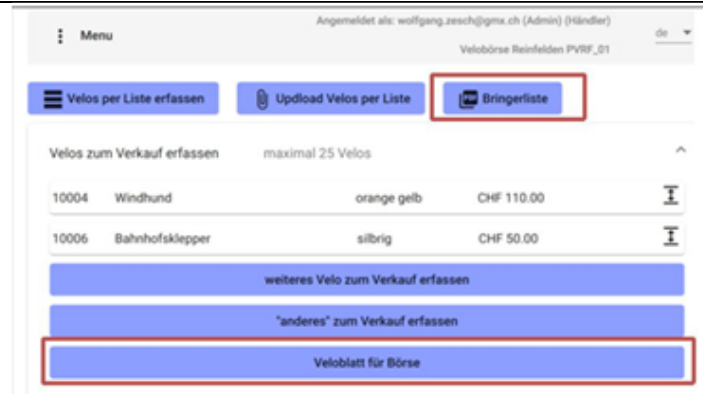 Angemeldet als: wolfgang.zesch@gmx.ch (Admin) (Händler)
Menu
de
Velobörse Reinfelden PVRF_01
Velos per Liste erfassen
Updload Velos per Liste
Bringerliste
Velos zum Verkauf erfassen maximal 25 Velos
10004 Windhund orange gelb CHF 110.00
10006 Bahnhofsklepper silbrig CHF 50.00
weiteres Velo zum Verkauf erfassen
"anderes" zum Verkauf erfassen
Veloblatt für Börse